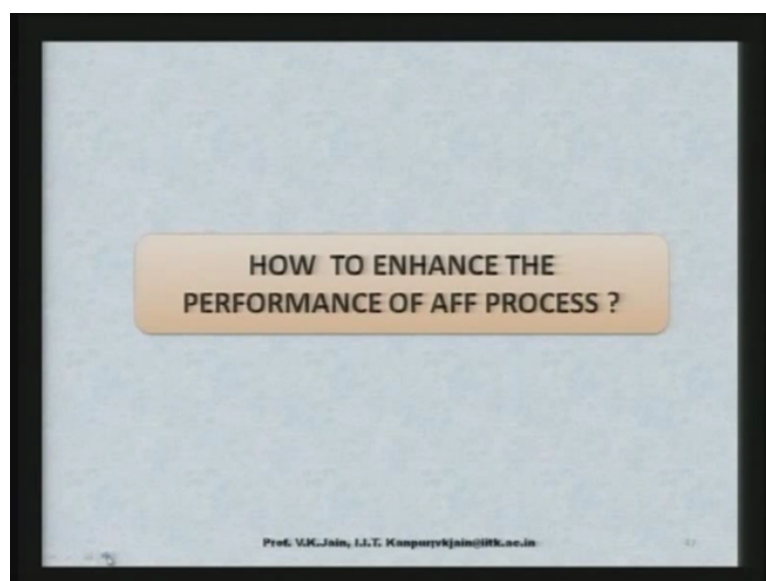 HOW TO ENHANCE THE
PERFORMANCE OF AFF PROCESS ?
Prof. V.K.Jain, I.I.T. Kanpur;vkjain@iitk.ac.in